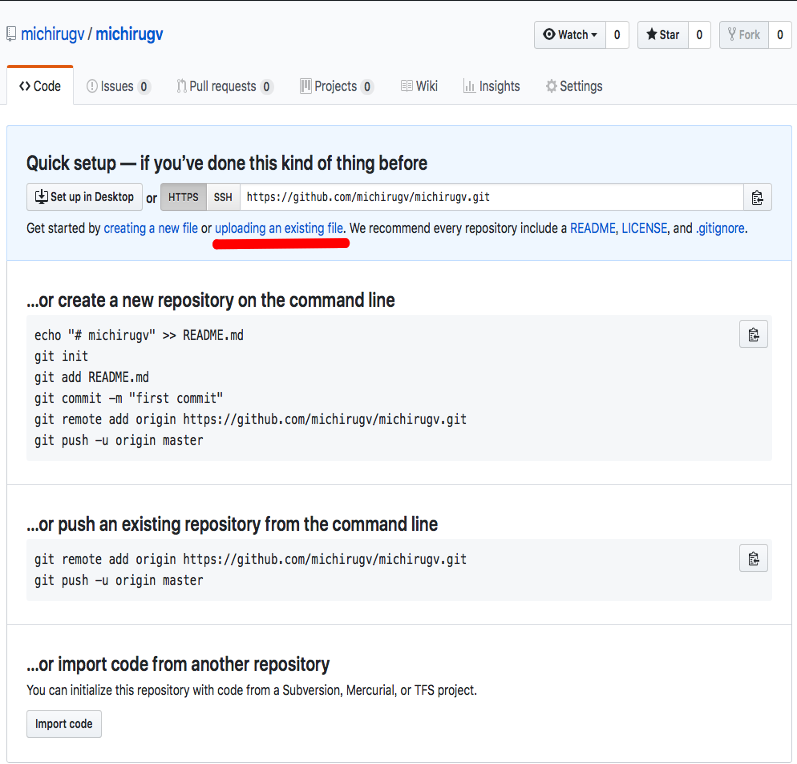 michirugv / michirugv
Watch 0 Star 0 Fork 0
Code Issues 0 Pull requests 0 Projects 0 Wiki Insights Settings
Quick setup — if you’ve done this kind of thing before
Set up in Desktop or HTTPS SSH https://github.com/michirugv/michirugv.git
Get started by creating a new file or uploading an existing file. We recommend every repository include a README, LICENSE, and .gitignore.
…or create a new repository on the command line
echo "# michirugv" >> README.md
git init
git add README.md
git commit -m "first commit"
git remote add origin https://github.com/michirugv/michirugv.git
git push -u origin master
…or push an existing repository from the command line
git remote add origin https://github.com/michirugv/michirugv.git
git push -u origin master
…or import code from another repository
You can initialize this repository with code from a Subversion, Mercurial, or TFS project.
Import code